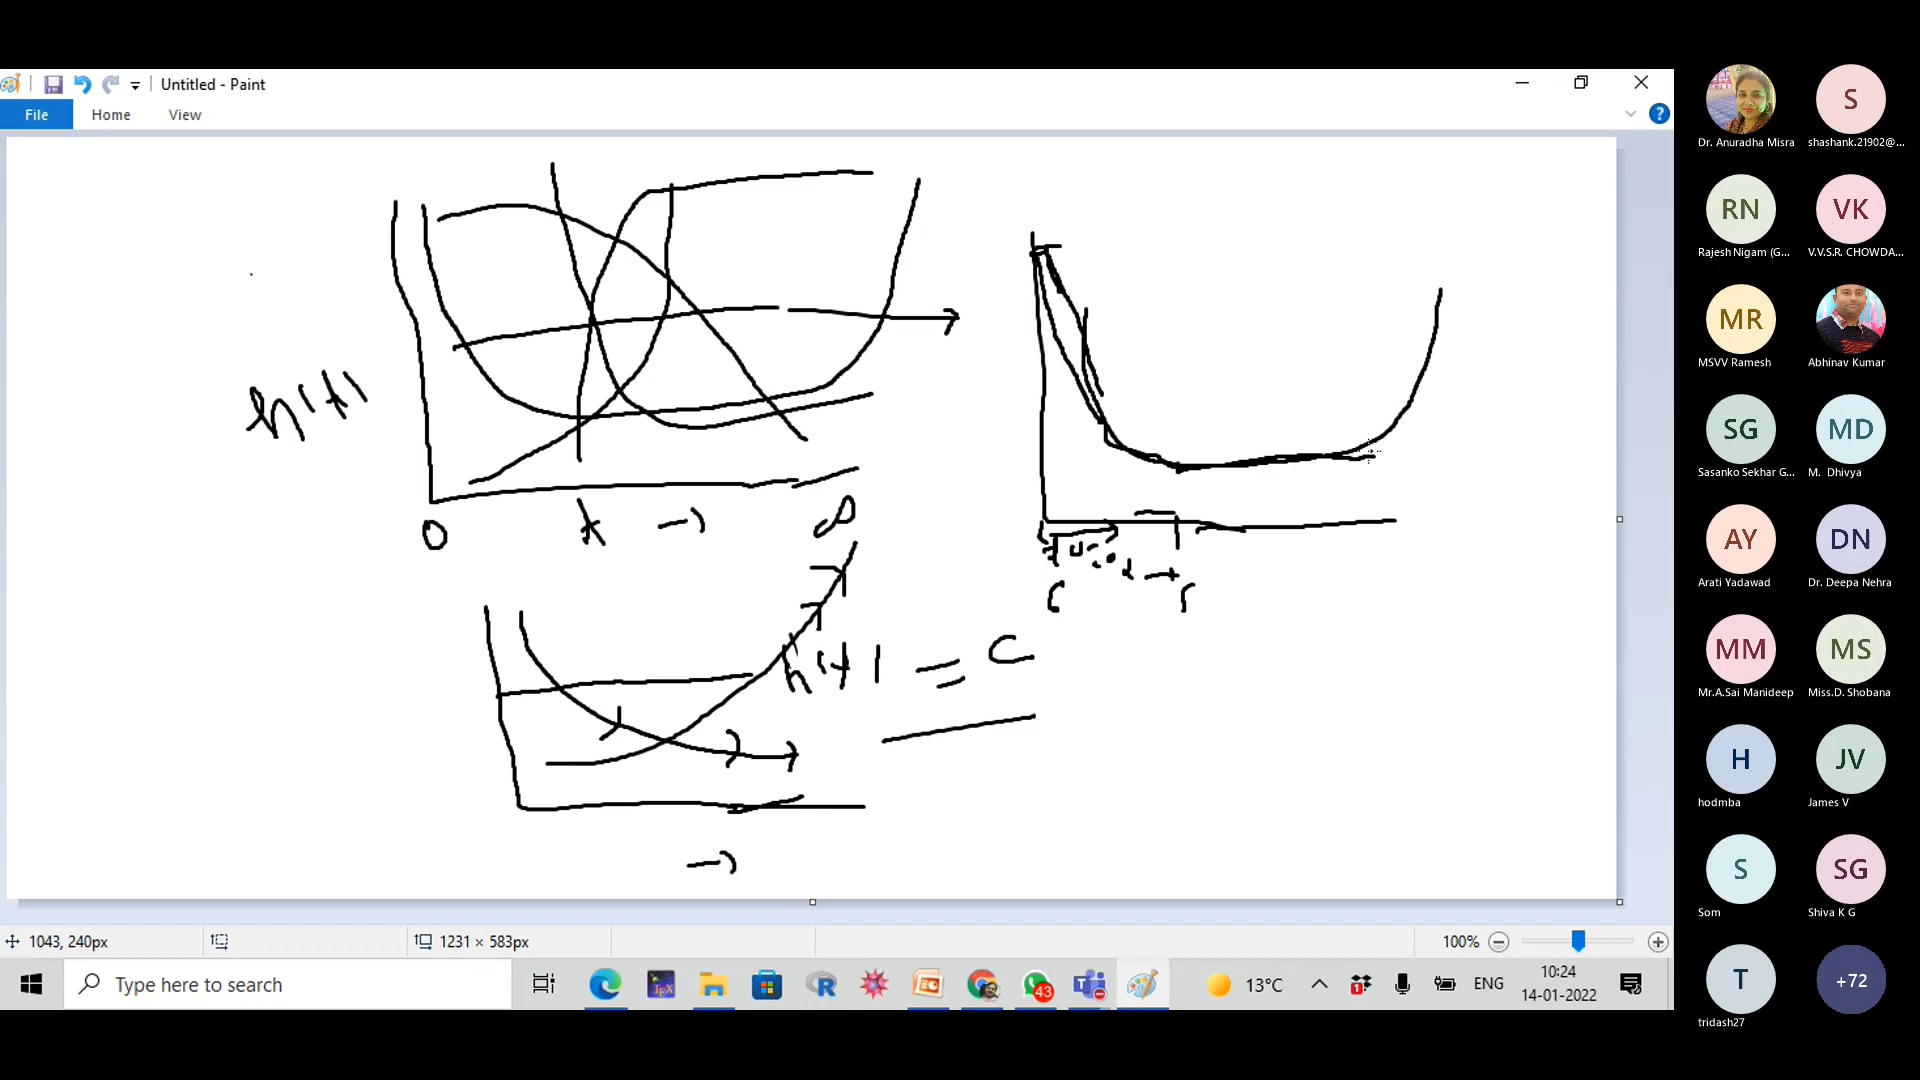 Untitled - Paint
File
Home
View
h(t)
0
t
∞
h(t) = C
1043, 240px
1231 × 583px
100%
Type here to search
43
1
13°C
ENG
10:24
14-01-2022
Dr. Anuradha Misra
S
shashank.21902@...
RN
Rajesh Nigam (G...
VK
V.V.S.R. CHOWDA...
MR
MSVV Ramesh
Abhinav Kumar
SG
Sasanko Sekhar G...
MD
M. Dhivya
AY
Arati Yadawad
DN
Dr. Deepa Nehra
MM
Mr.A.Sai Manideep
MS
Miss.D. Shobana
H
hodmba
JV
James V
S
Som
SG
Shiva K G
T
tridash27
+72